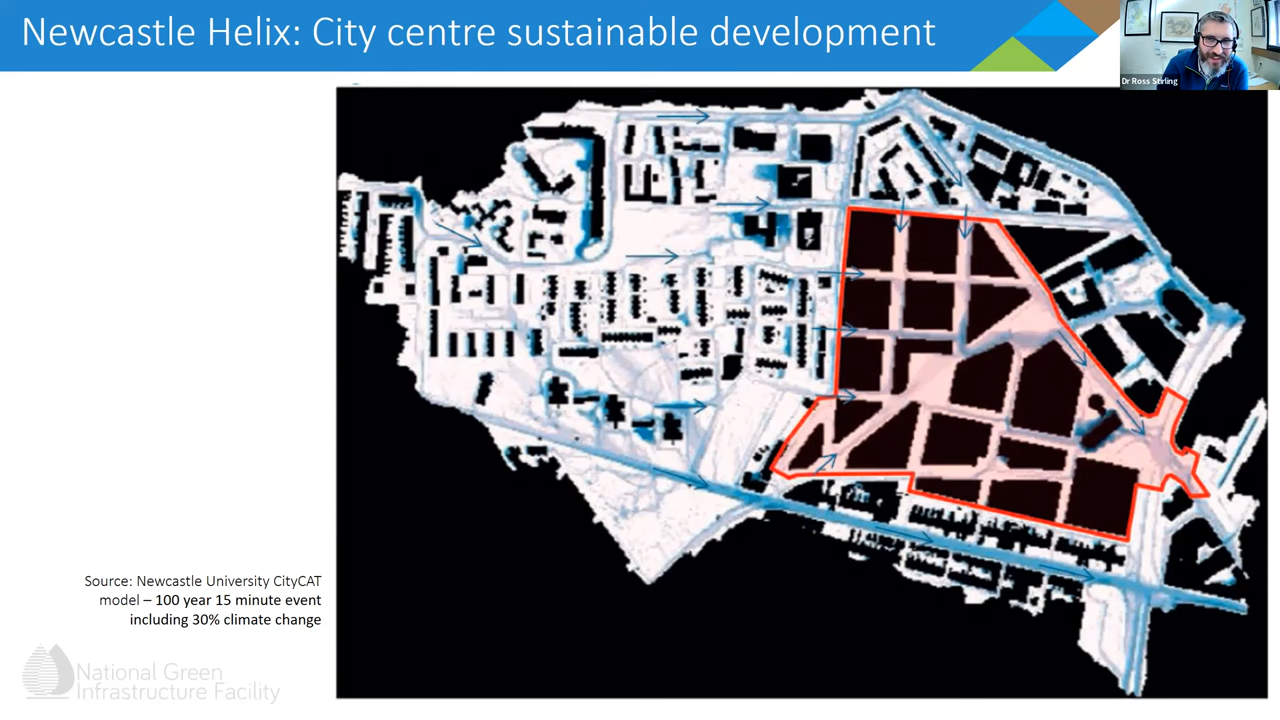 Newcastle Helix: City centre sustainable development
Dr Ross Stirling
Source: Newcastle University CityCAT
model – 100 year 15 minute event
including 30% climate change
National Green
Infrastructure Facility